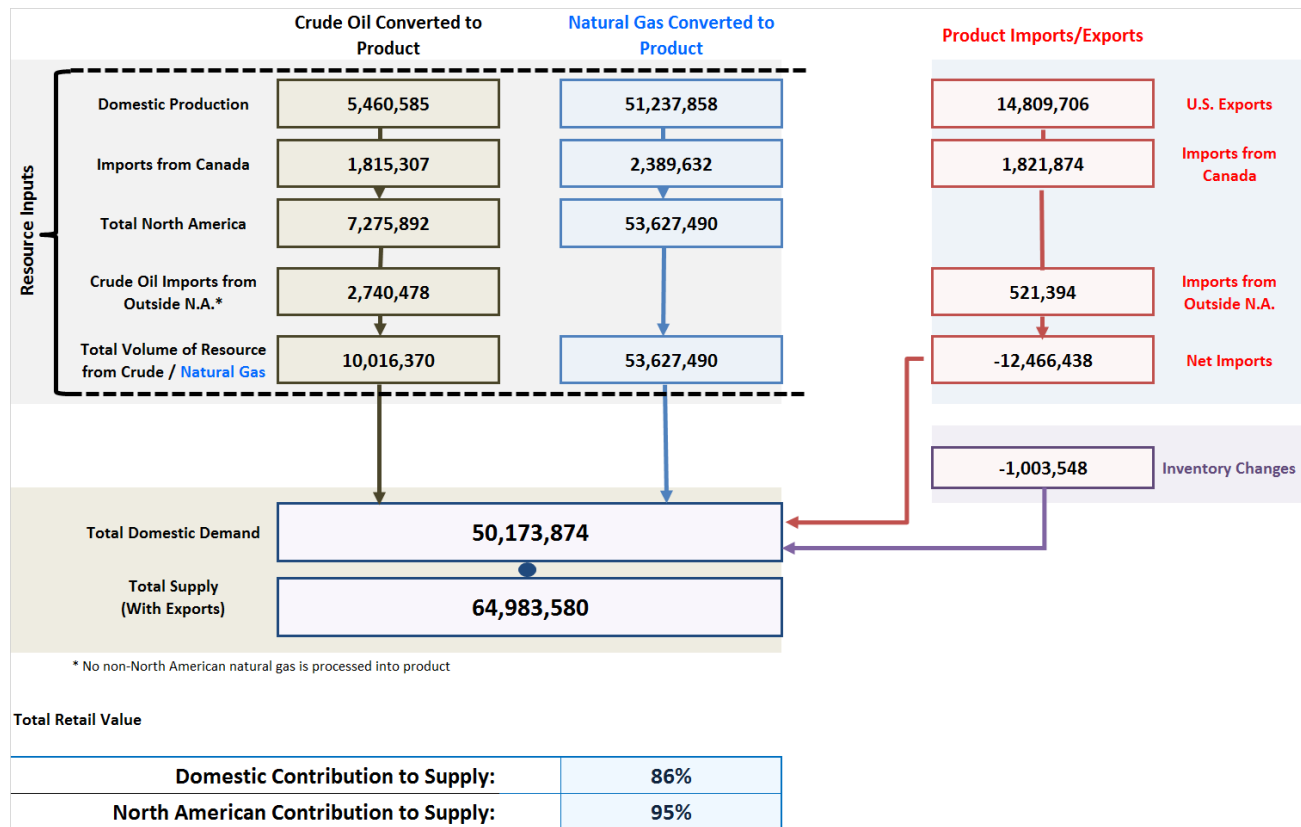 Crude Oil Converted to
Product
Natural Gas Converted to
Product
Product Imports/Exports
Resource Inputs
Domestic Production
5,460,585
51,237,858
14,809,706
U.S. Exports
Imports from Canada
1,815,307
2,389,632
1,821,874
Imports from
Canada
Total North America
7,275,892
53,627,490
Crude Oil Imports from
Outside N.A.*
2,740,478
521,394
Imports from
Outside N.A.
Total Volume of Resource
from Crude / Natural Gas
10,016,370
53,627,490
-12,466,438
Net Imports
-1,003,548
Inventory Changes
Total Domestic Demand
50,173,874
Total Supply
(With Exports)
64,983,580
* No non-North American natural gas is processed into product
Total Retail Value
Domestic Contribution to Supply:
86%
North American Contribution to Supply:
95%